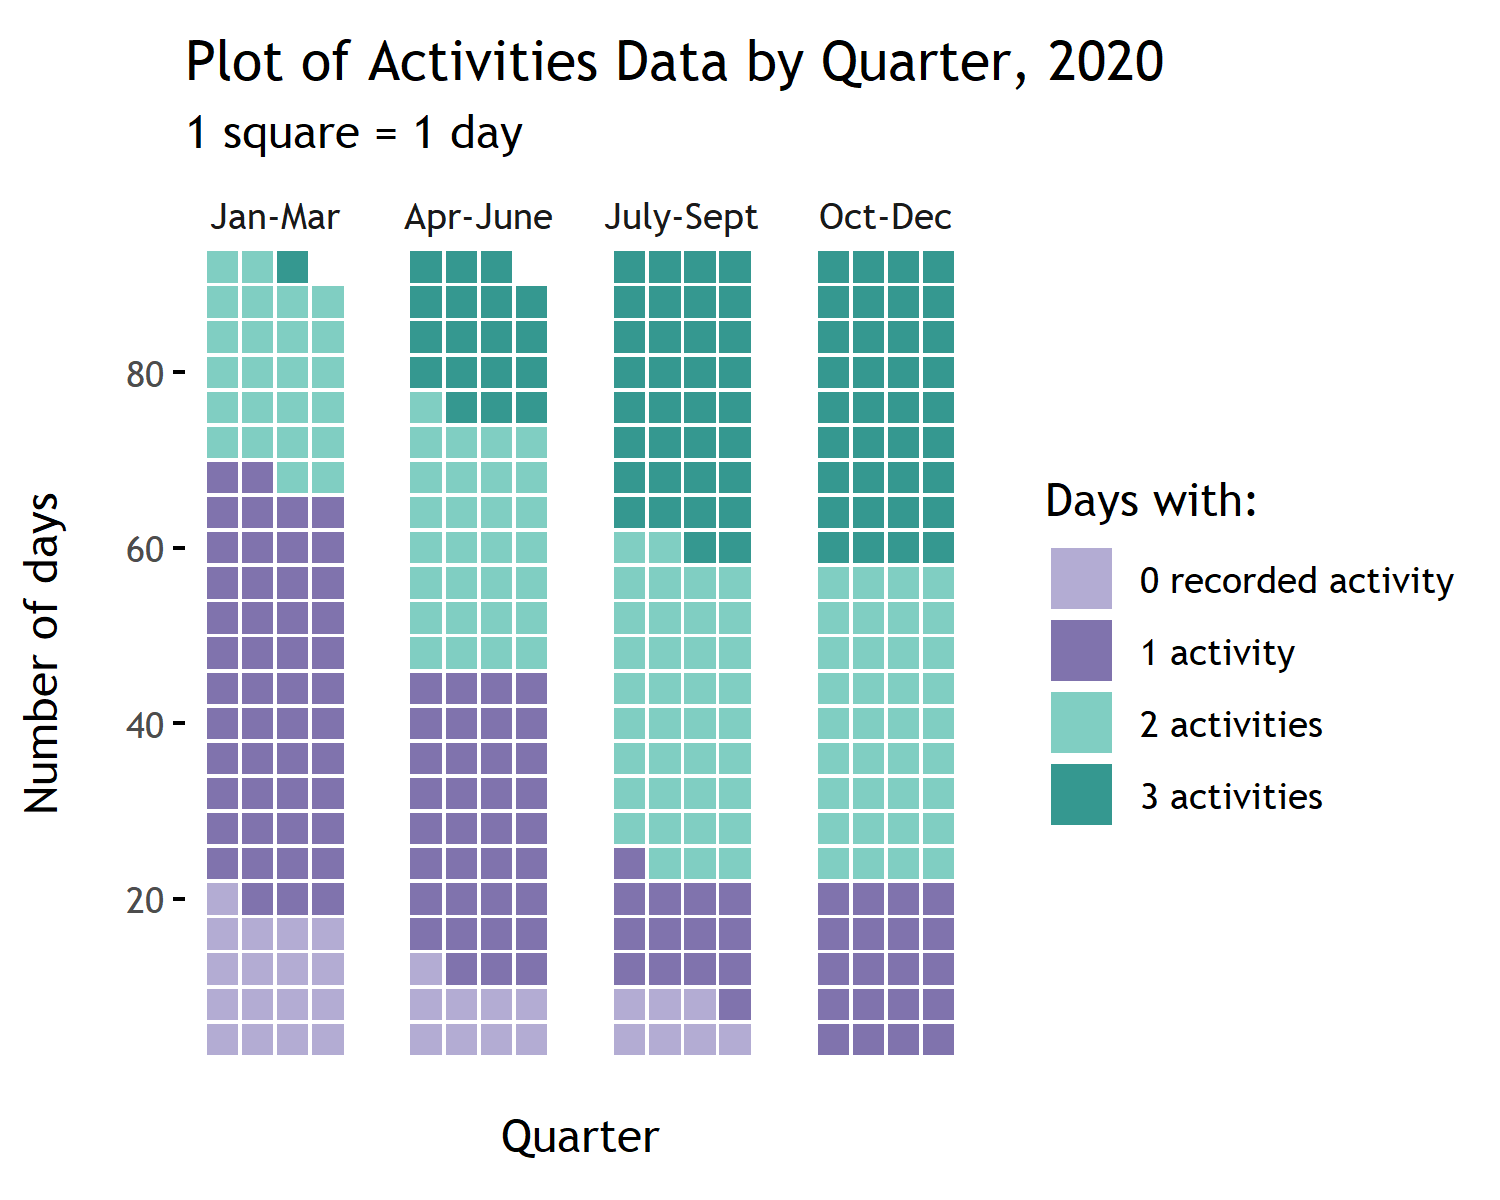 Plot of Activities Data by Quarter, 2020
1 square = 1 day
Jan-Mar Apr-June July-Sept Oct-Dec
80
60
40
20
Number of days
Quarter
Days with:
0 recorded activity
1 activity
2 activities
3 activities